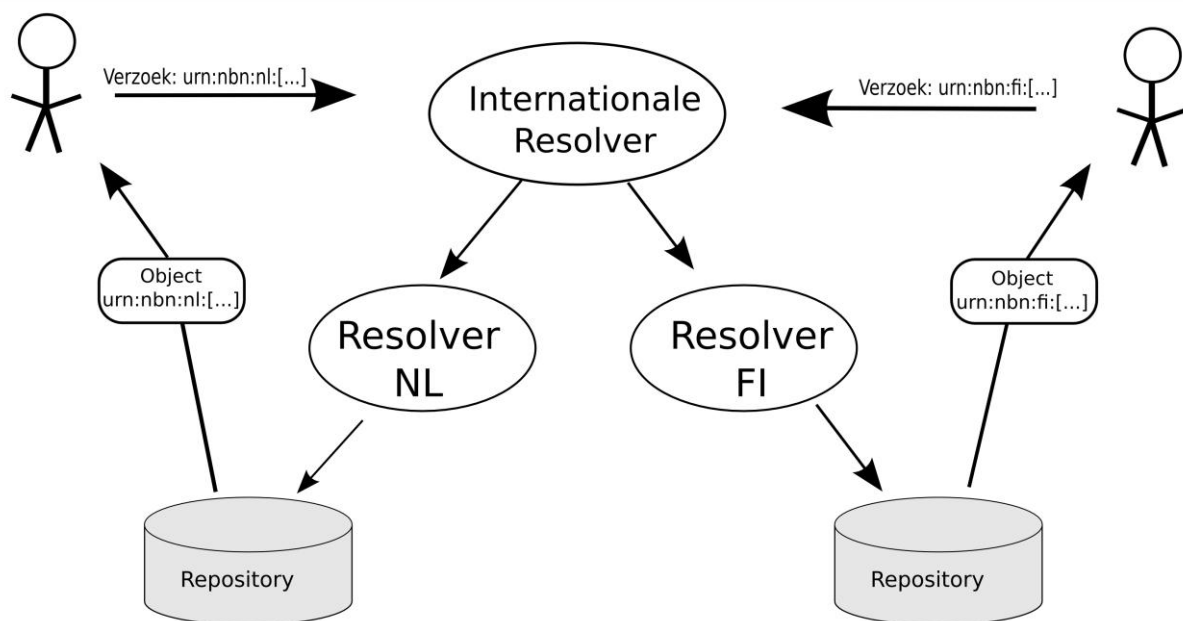 Verzoek: urn:nbn:nl:[...]
Internationale
Resolver
Verzoek: urn:nbn:fi:[...]
Object
urn:nbn:nl:[...]
Object
urn:nbn:fi:[...]
Resolver
NL
Resolver
FI
Repository
Repository